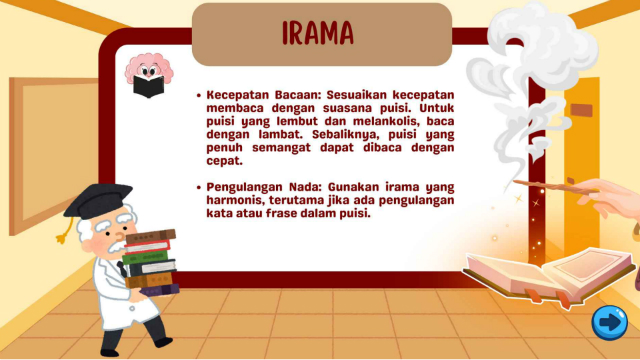 IRAMA
• Kecepatan Bacaan: Sesuaikan kecepatan
membaca dengan suasana puisi. Untuk
puisi yang lembut dan melankolis, baca
dengan lambat. Sebaliknya, puisi yang
penuh semangat dapat dibaca dengan
cepat.
• Pengulangan Nada: Gunakan irama yang
harmonis, terutama jika ada pengulangan
kata atau frase dalam puisi.